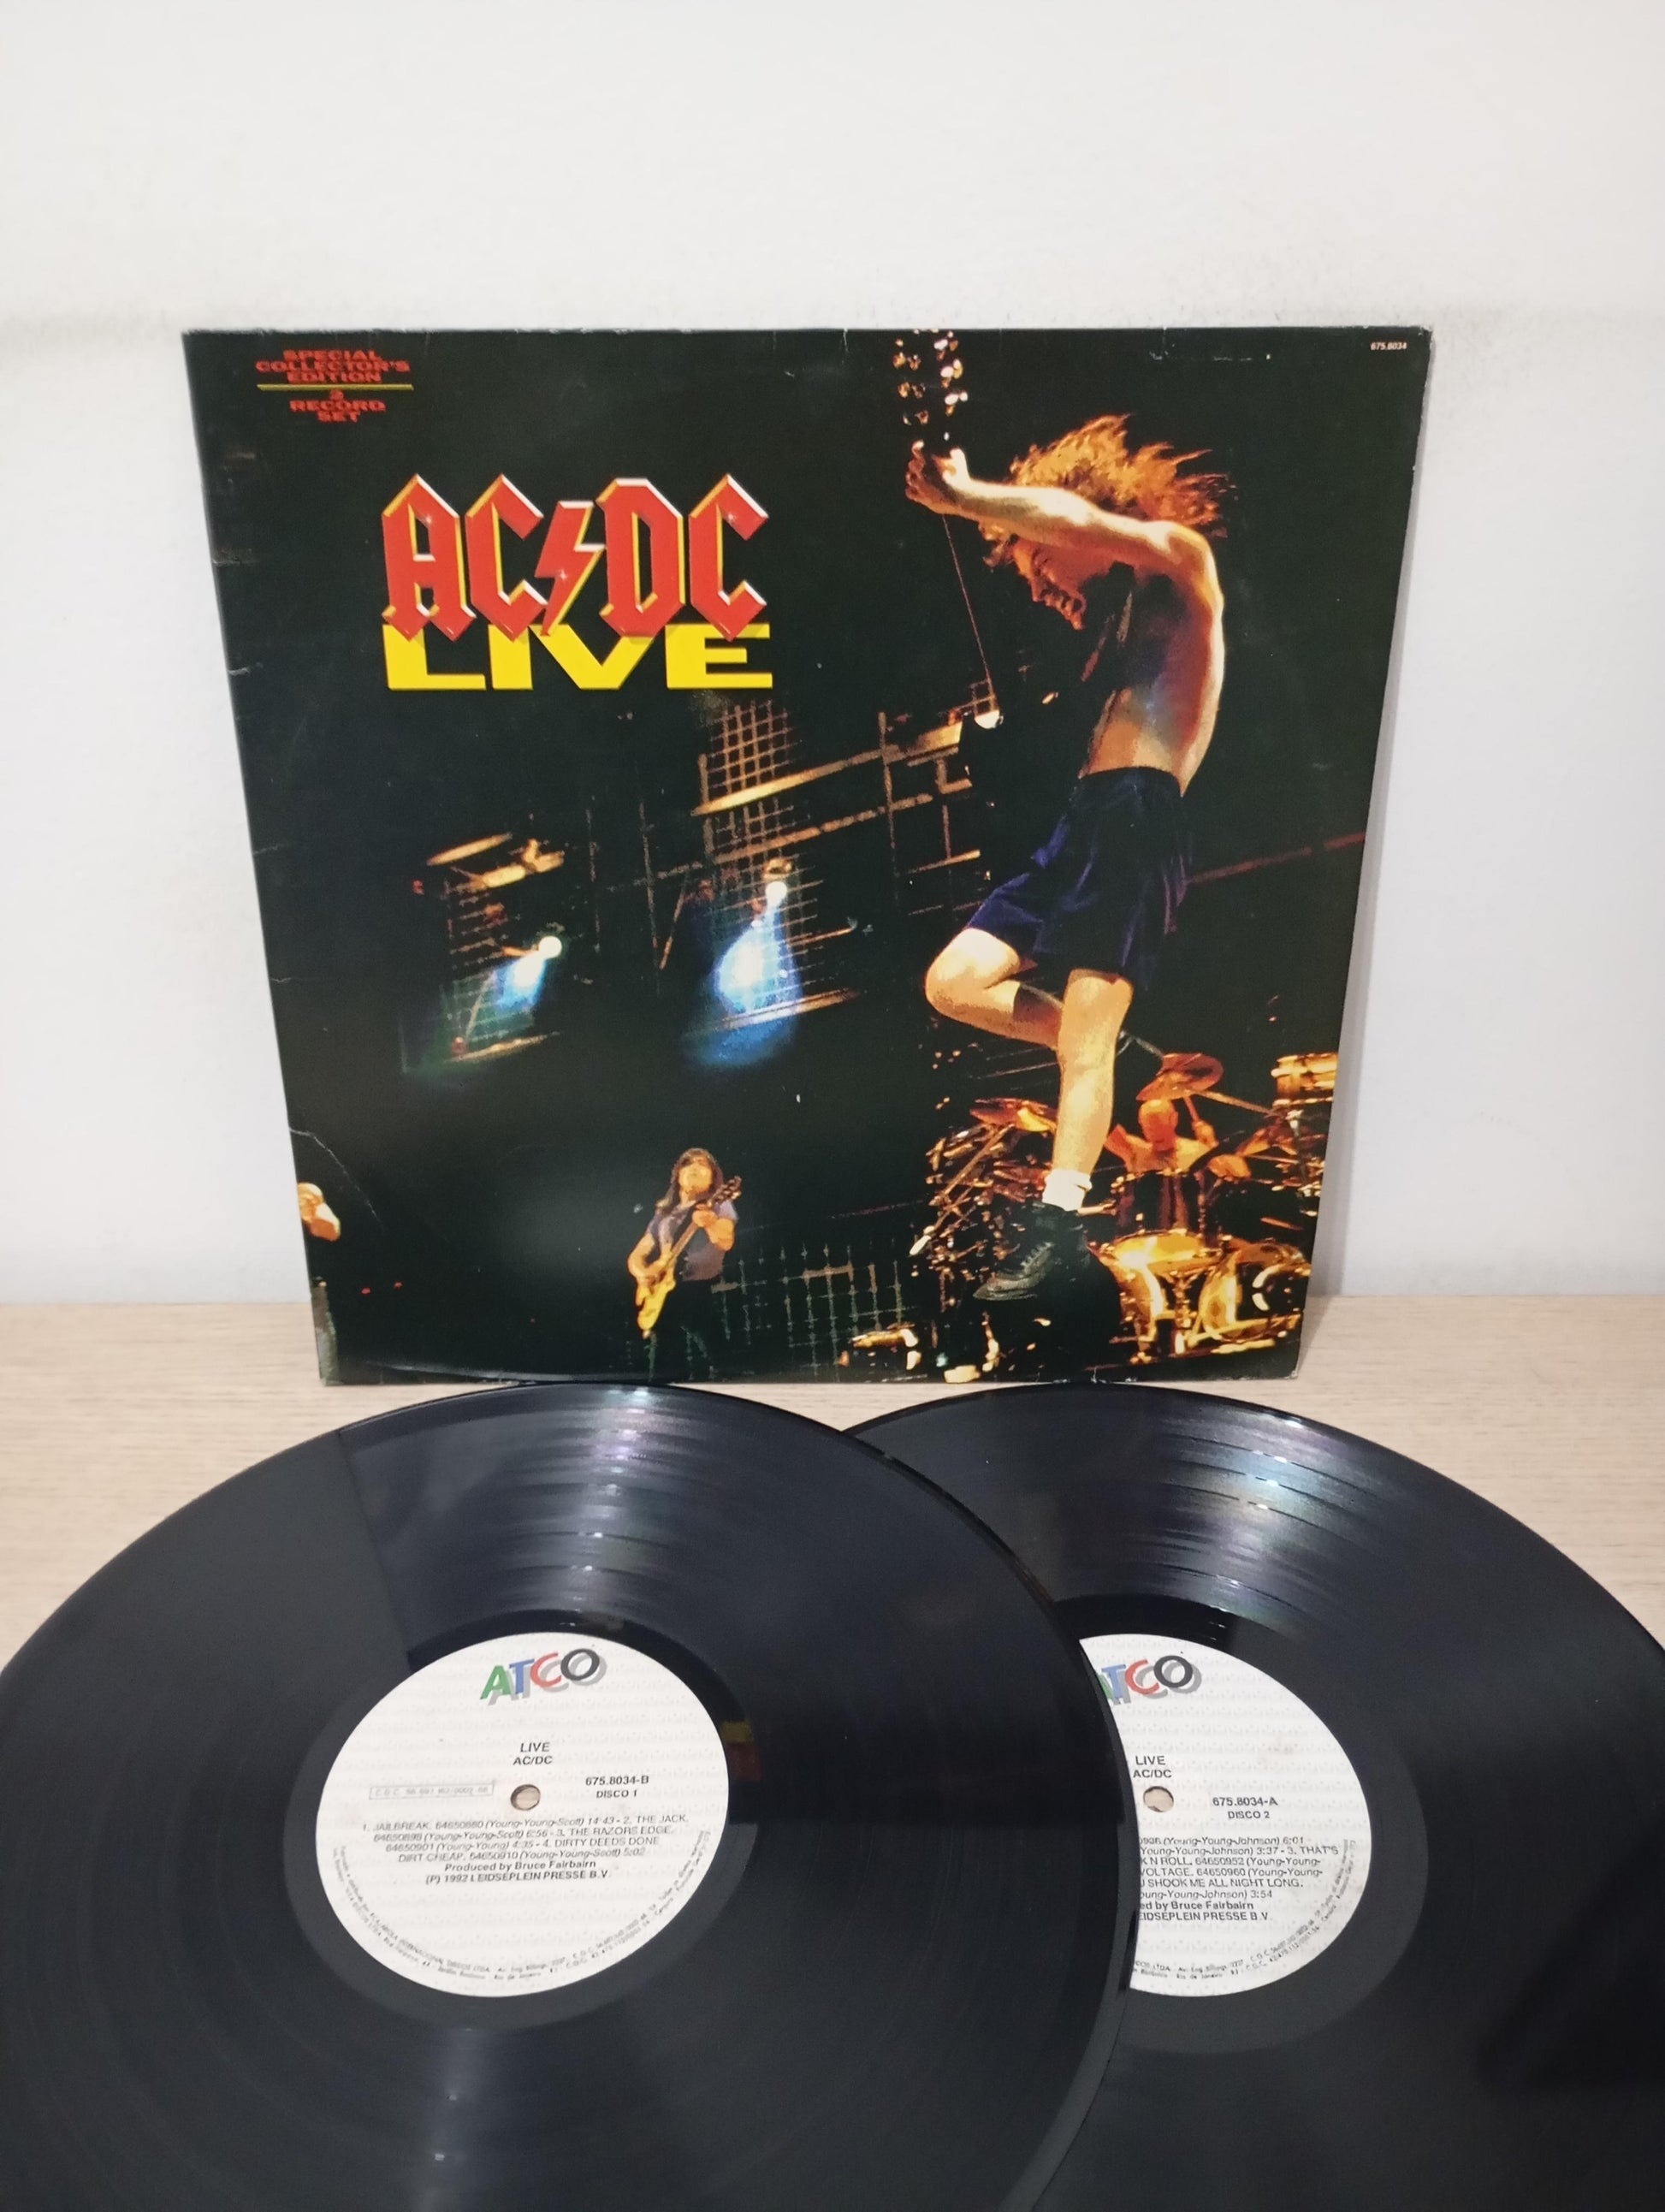 SPECIAL
COLLECTOR'S
EDITION
2
RECORD
SET
675.8034
AC/DC
LIVE
ATCO
LIVE
AC/DC
675.8034-B
DISCO 1
1. JAILBREAK. 64650880 (Young-Young-Scott) 14:43 - 2. THE JACK.
64650898 (Young-Young-Scott) 6:56 - 3. THE RAZORS EDGE.
64650901 (Young-Young) 4:35 - 4. DIRTY DEEDS DONE
DIRT CHEAP. 64650910 (Young-Young-Scott) 5:02
Produced by Bruce Fairbairn
(P) 1992 LEIDSEPLEIN PRESSE B.V.
TCO
LIVE
AC/DC
675.8034-A
DISCO 2
(Young-Young-Johnson) 6:01
Young-Young-Johnson) 3:37 - 3. THAT'S
K'N ROLL. 64650952 (Young-Young-
VOLTAGE. 64650960 (Young-Young-
SHOOK ME ALL NIGHT LONG.
oung-Young-Johnson) 3:54
ed by Bruce Fairbairn
EIDSEPLEIN PRESSE B.V.